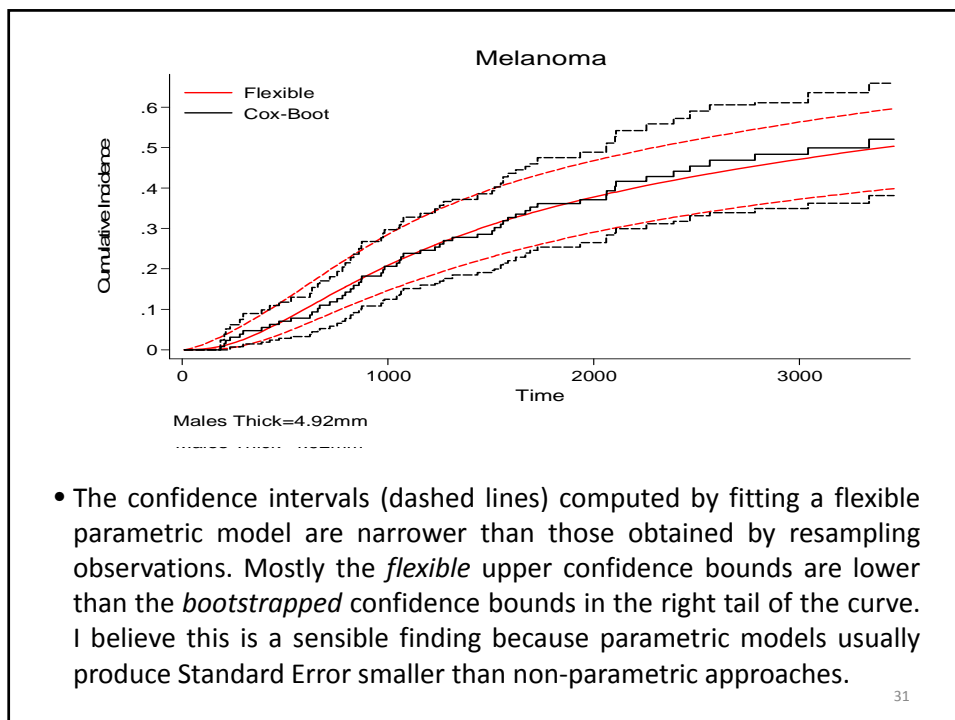 Melanoma
Flexible
Cox-Boot
.6
.5
.4
.3
.2
.1
0
Cumulative Incidence
0 1000 2000 3000
Time
Males Thick=4.92mm
• The confidence intervals (dashed lines) computed by fitting a flexible
parametric model are narrower than those obtained by resampling
observations. Mostly the flexible upper confidence bounds are lower
than the bootstrapped confidence bounds in the right tail of the curve.
I believe this is a sensible finding because parametric models usually
produce Standard Error smaller than non-parametric approaches.
31